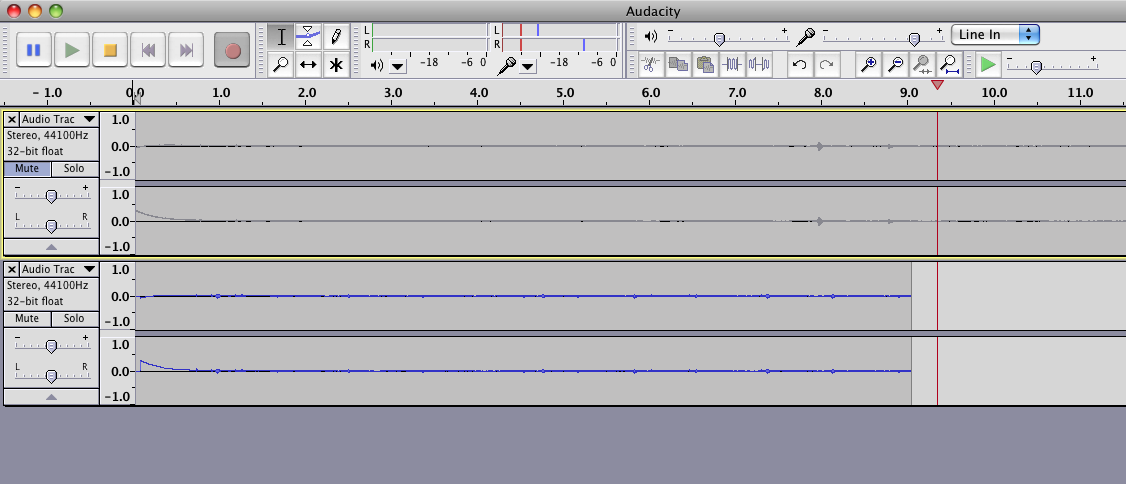 Audacity
L
R
-18 -6 0
L
R
-18 -6 0
Line In
- 1.0 0.0 1.0 2.0 3.0 4.0 5.0 6.0 7.0 8.0 9.0 10.0 11.0
Audio Trac
Stereo, 44100Hz
32-bit float
Mute Solo
- +
L R
1.0
0.0
-1.0
1.0
0.0
-1.0
Audio Trac
Stereo, 44100Hz
32-bit float
Mute Solo
- +
L R
1.0
0.0
-1.0
1.0
0.0
-1.0